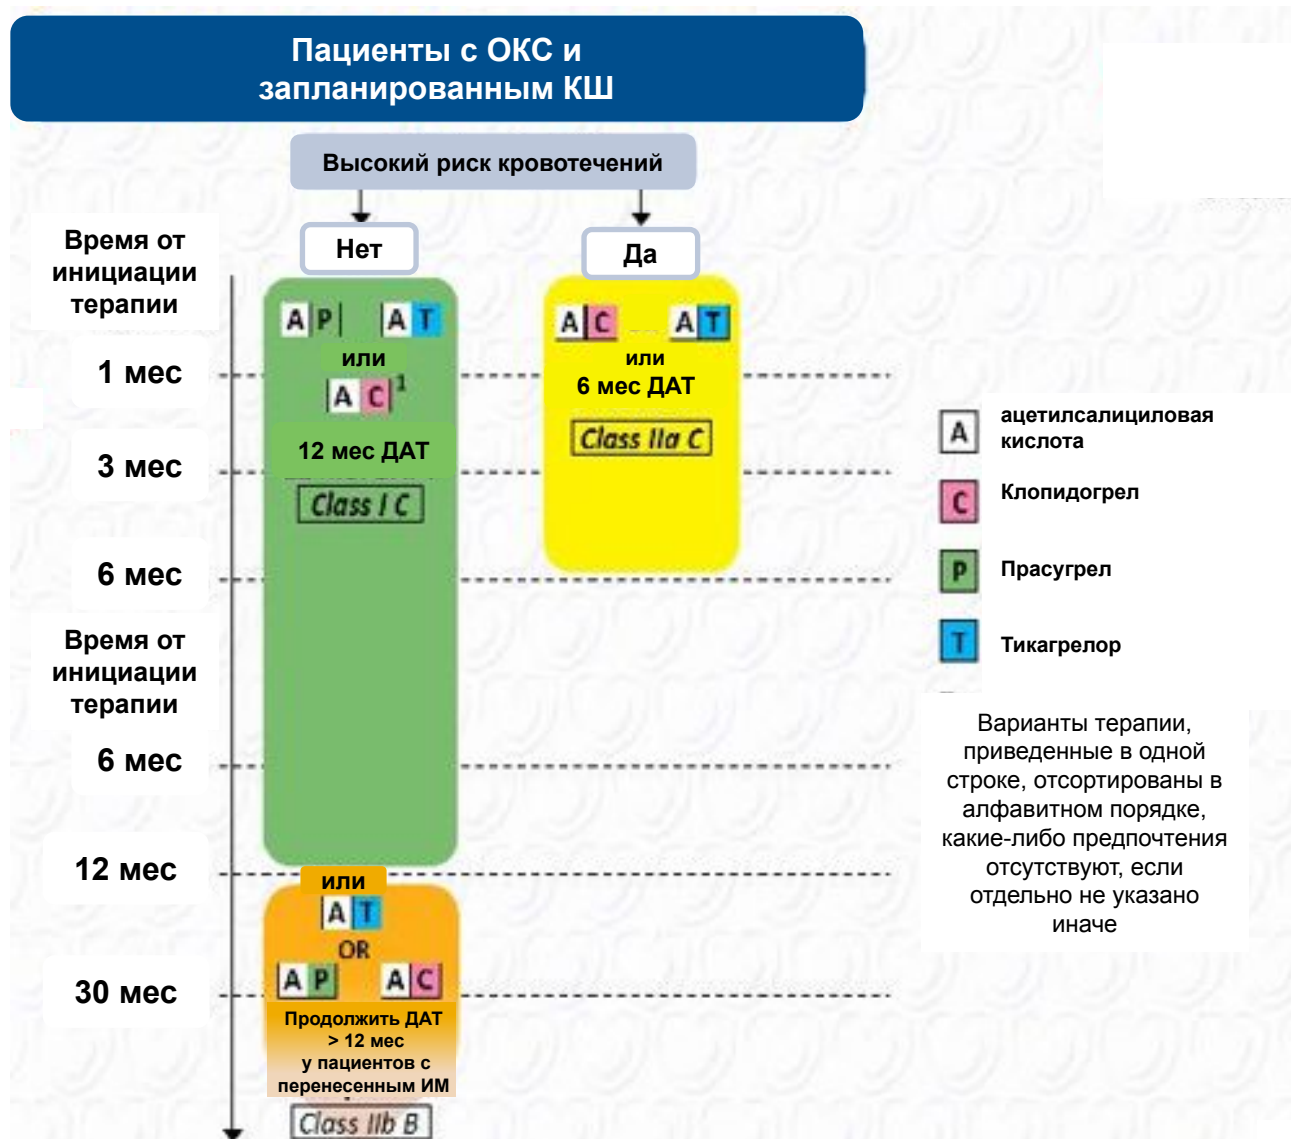 Пациенты с ОКС и
запланированным КШ
Высокий риск кровотечений
Нет
Да
Время от
инициации
терапии
1 мес
3 мес
6 мес
Время от
инициации
терапии
6 мес
12 мес
30 мес
A P A T
или
A C 1
12 мес ДАТ
Class I C
A C A T
или
6 мес ДАТ
Class IIa C
или
A T
OR
A P A C
Продолжить ДАТ
> 12 мес
у пациентов с
перенесенным ИМ
Class IIb B
A ацетилсалициловая
кислота
C Клопидогрел
P Прасугрел
T Тикагрелор
Варианты терапии,
приведенные в одной
строке, отсортированы в
алфавитном порядке,
какие-либо предпочтения
отсутствуют, если
отдельно не указано
иначе